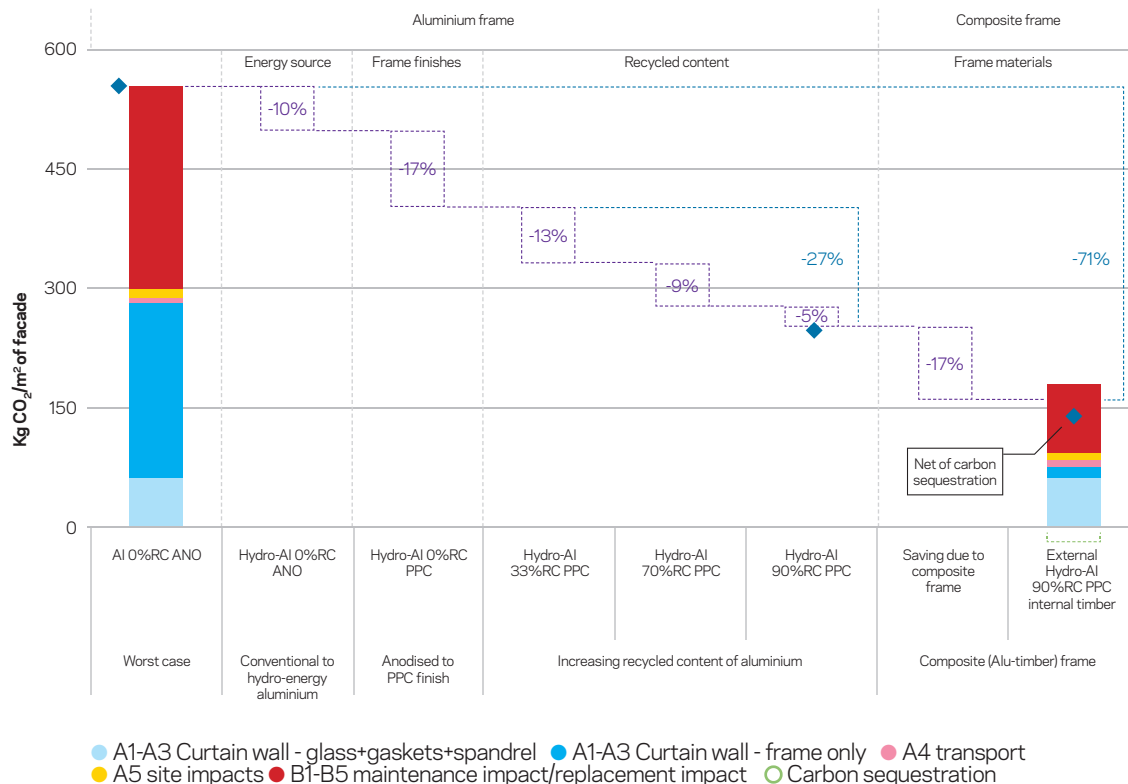 Aluminium frame
Composite frame
Energy source
Frame finishes
Recycled content
Frame materials
Kg CO2/m² of facade
600
450
300
150
0
-10%
-17%
-13%
-9%
-5%
-27%
-17%
-71%
Net of carbon
sequestration
Al 0%RC ANO
Hydro-Al 0%RC
ANO
Hydro-Al 0%RC
PPC
Hydro-Al
33%RC PPC
Hydro-Al
70%RC PPC
Hydro-Al
90%RC PPC
Saving due to
composite
frame
External
Hydro-Al
90%RC PPC
internal timber
Worst case
Conventional to
hydro-energy
aluminium
Anodised to
PPC finish
Increasing recycled content of aluminium
Composite (Alu-timber) frame
A1-A3 Curtain wall - glass+gaskets+spandrel
A1-A3 Curtain wall - frame only
A4 transport
A5 site impacts
B1-B5 maintenance impact/replacement impact
Carbon sequestration